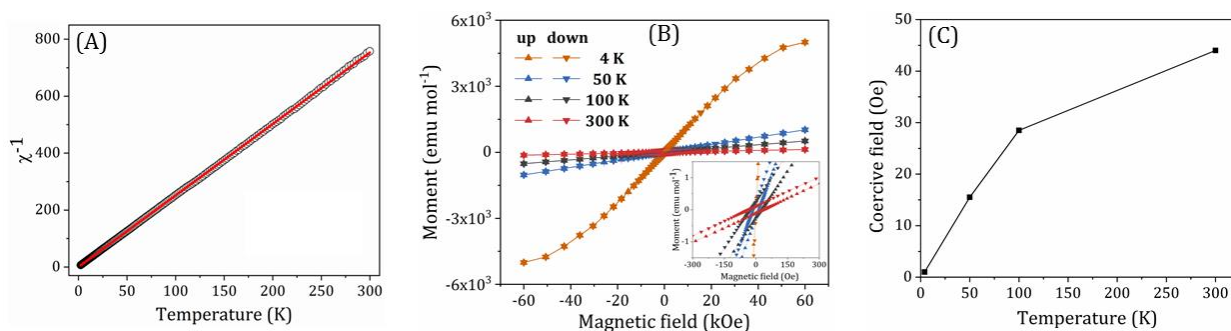 (A)
800
600
400
200
0
χ⁻¹
0 50 100 150 200 250 300
Temperature (K)
(B)
6x10³
3x10³
0
-3x10³
-6x10³
Moment (emu mol⁻¹)
up down
4 K
50 K
100 K
300 K
-60 -40 -20 0 20 40 60
Magnetic field (kOe)
1
0
-1
Moment (emu mol⁻¹)
-300 -150 0 150 300
Magnetic field (Oe)
(C)
50
40
30
20
10
0
Coercive field (Oe)
0 50 100 150 200 250 300
Temperature (K)